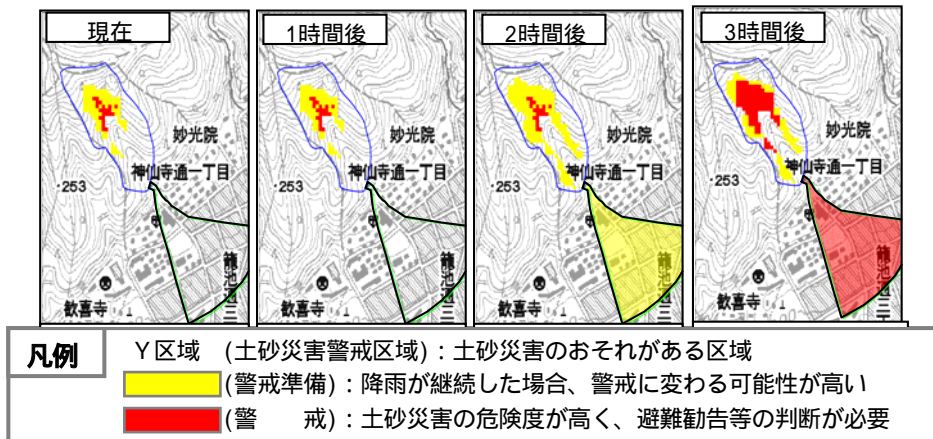 現在
1時間後
2時間後
3時間後
妙光院
神仙寺通一丁目
・253
歓喜寺
妙光院
神仙寺通一丁目
・253
歓喜寺
妙光院
神仙寺通一丁目
・253
歓喜寺
妙光院
神仙寺通一丁目
・253
歓喜寺
凡例
Y区域 (土砂災害警戒区域):土砂災害のおそれがある区域
(警戒準備):降雨が継続した場合、警戒に変わる可能性が高い
(警 戒):土砂災害の危険度が高く、避難勧告等の判断が必要